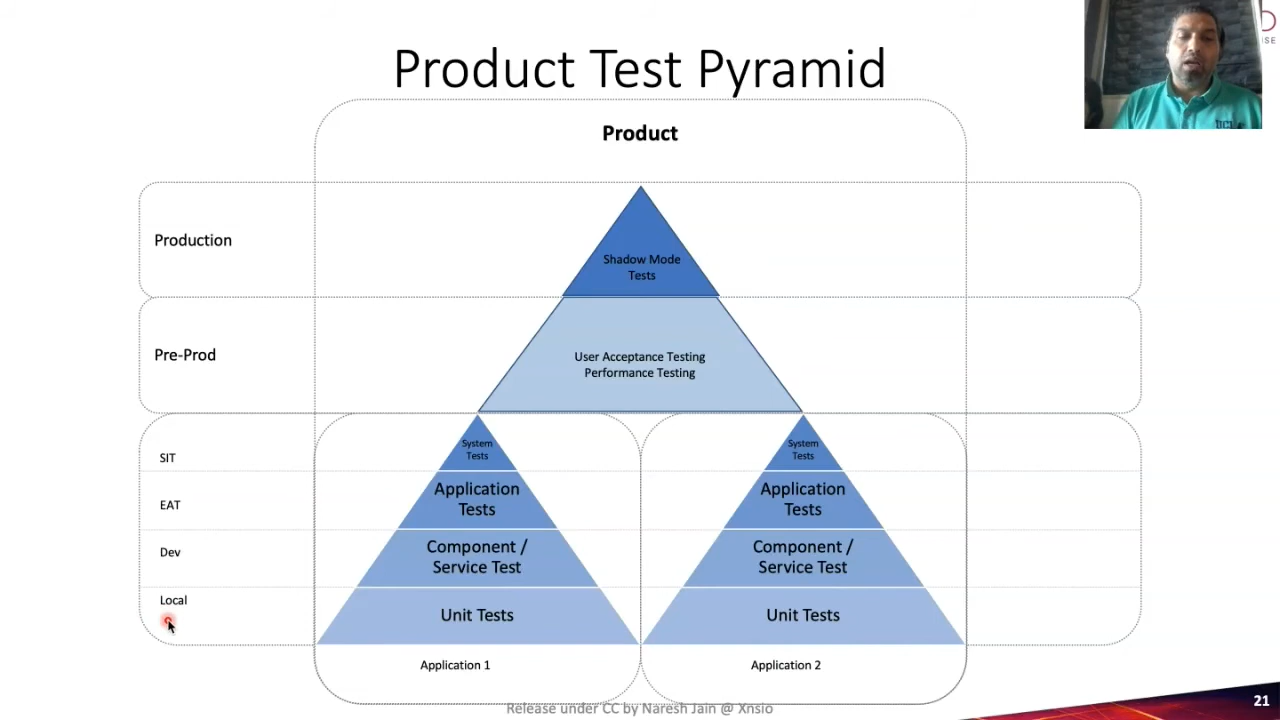 Product Test Pyramid
Product
Production
Shadow Mode
Tests
Pre-Prod
User Acceptance Testing
Performance Testing
SIT
System
Tests
System
Tests
EAT
Application
Tests
Application
Tests
Dev
Component /
Service Test
Component /
Service Test
Local
Unit Tests
Unit Tests
Application 1
Application 2
Release under CC by Naresh Jain @ Xnsio
21